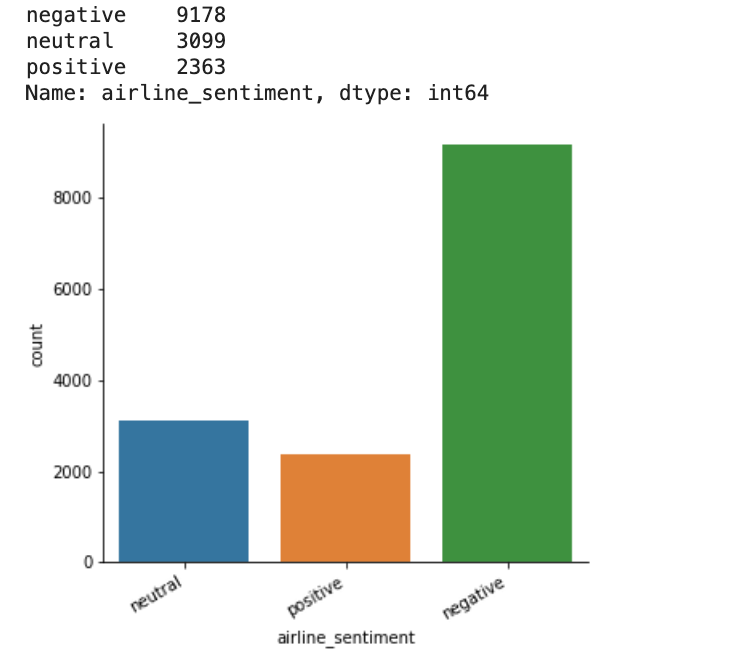 negative 9178
neutral 3099
positive 2363
Name: airline_sentiment, dtype: int64
8000
6000
4000
2000
0
count
neutral positive negative
airline_sentiment